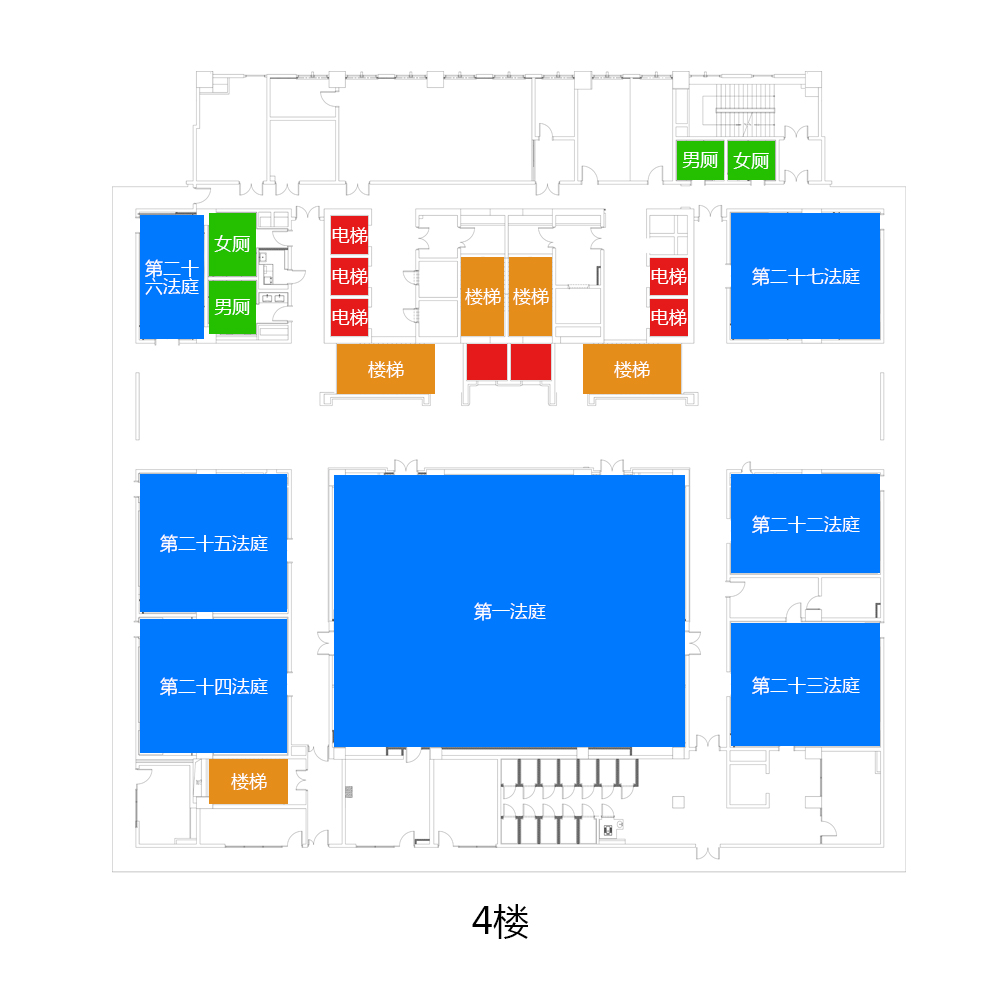 男厕
女厕
女厕
电梯
第二十
六法庭
电梯
电梯
第二十七法庭
男厕
楼梯
楼梯
电梯
电梯
楼梯
楼梯
第二十五法庭
第二十二法庭
第一法庭
第二十四法庭
第二十三法庭
楼梯
4楼